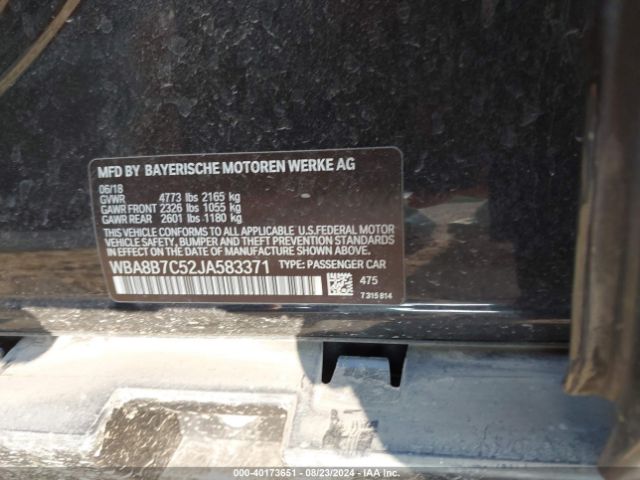 MFD BY BAYERISCHE MOTOREN WERKE AG
06/18
GVWR 4773 lbs 2165 kg
GAWR FRONT 2326 lbs 1055 kg
GAWR REAR 2601 lbs 1180 kg
THIS VEHICLE CONFORMS TO ALL APPLICABLE U.S.FEDERAL MOTOR
VEHICLE SAFETY, BUMPER AND THEFT PREVENTION STANDARDS
IN EFFECT ON THE DATE OF MANUFACTURE SHOWN ABOVE.
WBA8B7C52JA583371 TYPE: PASSENGER CAR
475
7 315 814
000-40173651 - 08/23/2024 - IAA Inc.